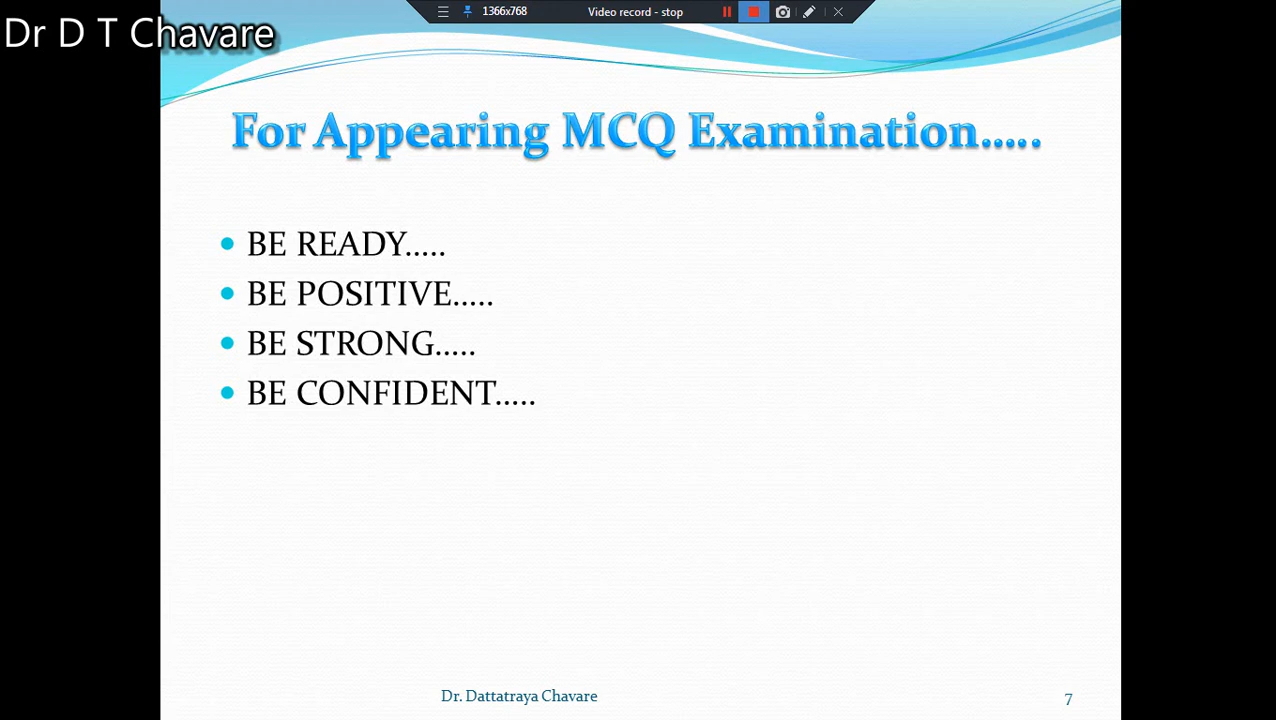 1366x768
Video record - stop
Dr D T Chavare
For Appearing MCQ Examination.....
BE READY.....
BE POSITIVE.....
BE STRONG.....
BE CONFIDENT.....
Dr. Dattatraya Chavare
7